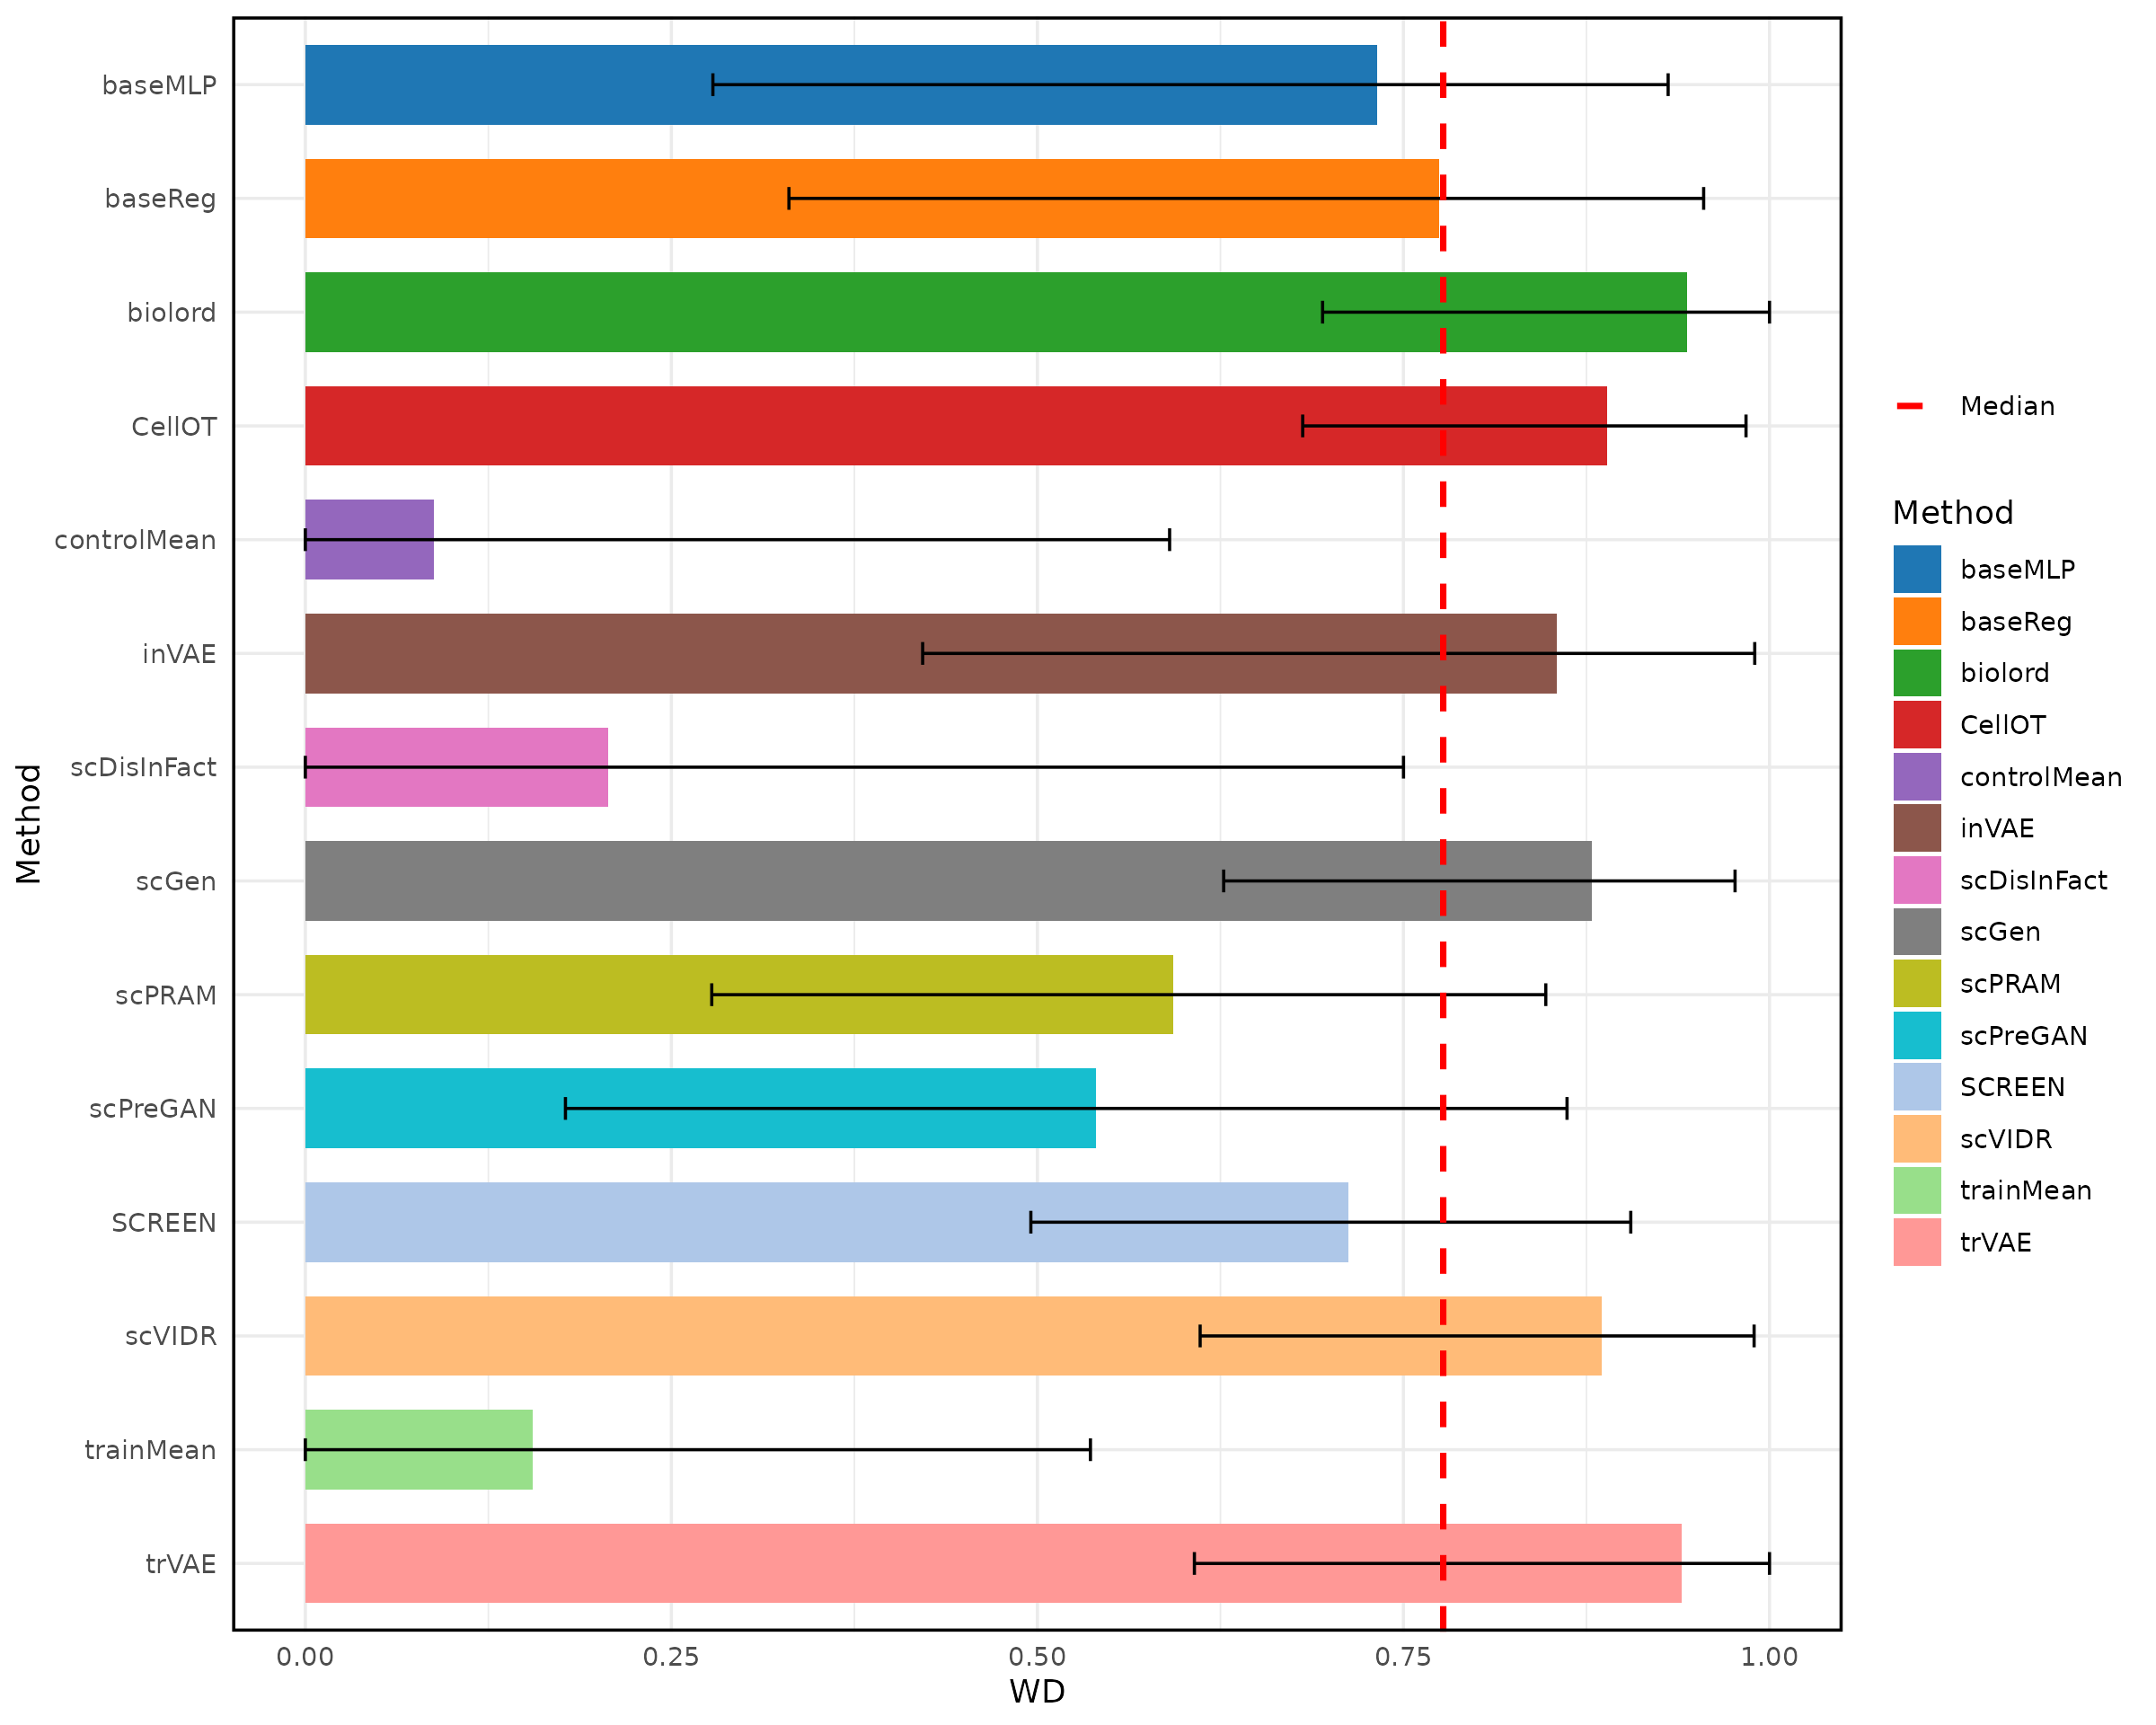 Method
baseMLP
baseReg
biolord
CellOT
controlMean
inVAE
scDisInFact
scGen
scPRAM
scPreGAN
SCREEN
scVIDR
trainMean
trVAE
0.00 0.25 0.50 0.75 1.00
WD
Median
Method
baseMLP
baseReg
biolord
CellOT
controlMean
inVAE
scDisInFact
scGen
scPRAM
scPreGAN
SCREEN
scVIDR
trainMean
trVAE